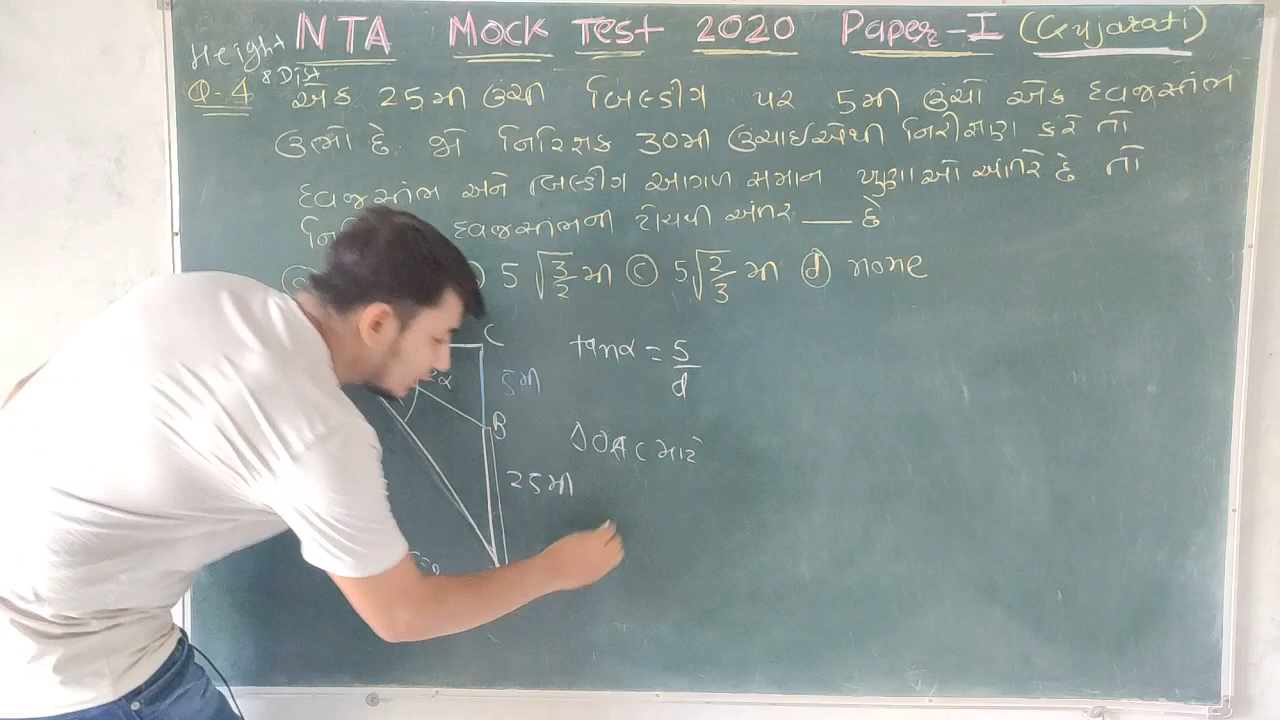 NTA Mock Test 2020 Paper-I (Gujarati)
Height & Dis
Q-4 એક 25મી ઉંચી બિલ્ડીંગ પર 5મી ઉંચો એક ધ્વજસ્તંભ
ઉભો છે. જો નિરિક્ષક 30મી ઉંચાઇએથી નિરીક્ષણ કરે તો
ધ્વજસ્તંભ અને બિલ્ડીંગ આગળ સમાન ખુણાઓ આંતરે છે તો
ધ્વજસ્તંભની ટોચથી અંતર ___ છે
5√3/2 મી (c) 5√2/3 મી (d) none
C
tanα = 5/d
α
5મી
B
ΔOAC માટે
25મી